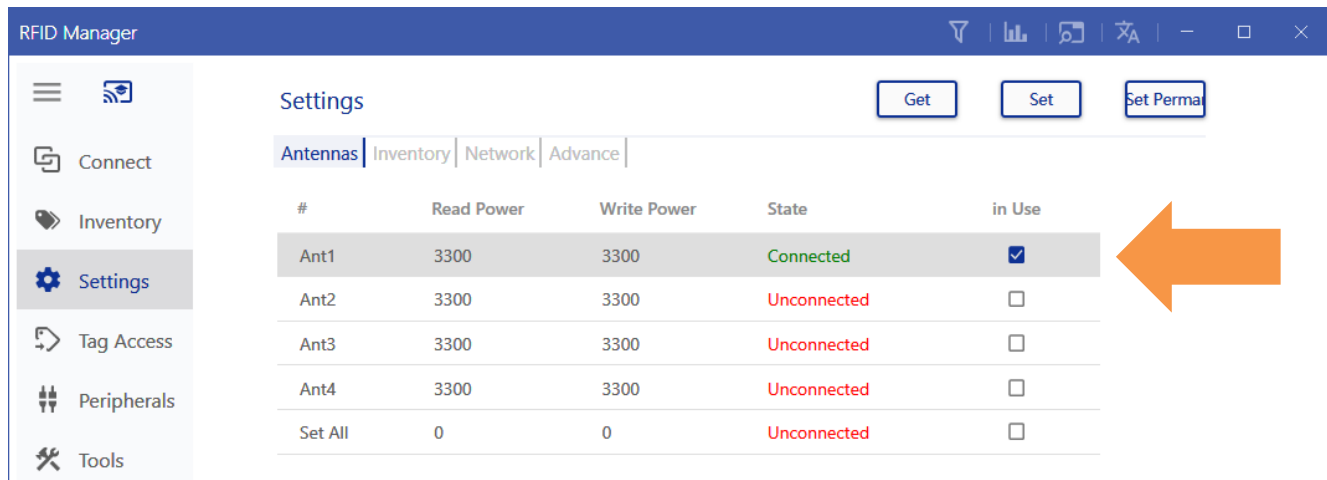 RFID Manager
Settings Get Set Set Permar
Antennas Inventory Network Advance
Connect
Inventory
Settings
Tag Access
Peripherals
Tools
# Read Power Write Power State in Use
Ant1 3300 3300 Connected
Ant2 3300 3300 Unconnected
Ant3 3300 3300 Unconnected
Ant4 3300 3300 Unconnected
Set All 0 0 Unconnected